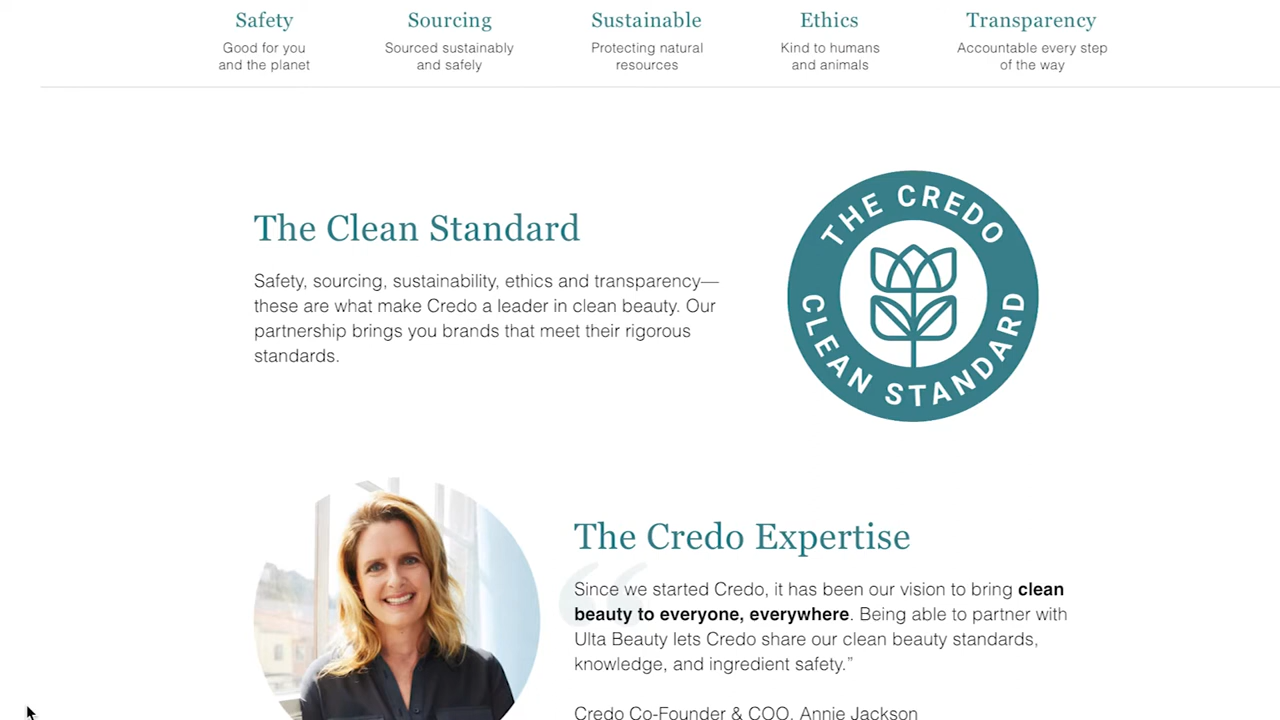 Safety
Good for you
and the planet
Sourcing
Sourced sustainably
and safely
Sustainable
Protecting natural
resources
Ethics
Kind to humans
and animals
Transparency
Accountable every step
of the way
The Clean Standard
Safety, sourcing, sustainability, ethics and transparency—
these are what make Credo a leader in clean beauty. Our
partnership brings you brands that meet their rigorous
standards.
THE CREDO
CLEAN STANDARD
The Credo Expertise
“
Since we started Credo, it has been our vision to bring clean
beauty to everyone, everywhere. Being able to partner with
Ulta Beauty lets Credo share our clean beauty standards,
knowledge, and ingredient safety.”
Credo Co-Founder & COO, Annie Jackson